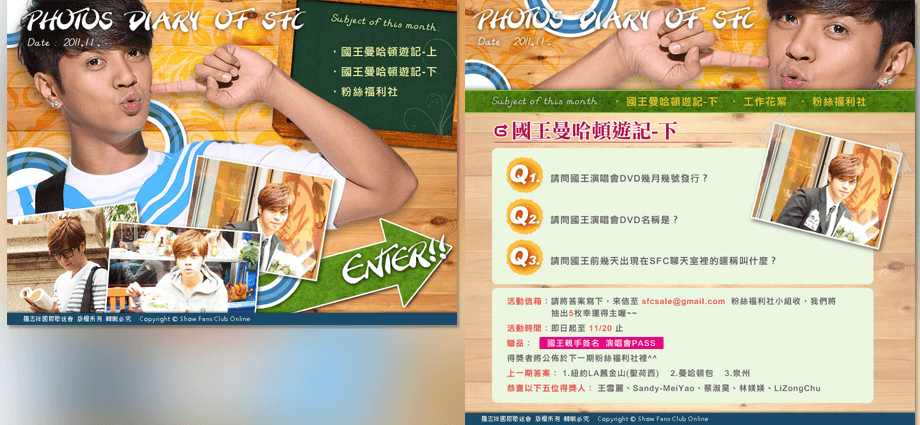 PHOTOS DIARY OF SFC
Date : 2011.11.
Subject of this month:
· 國王曼哈頓遊記-上
· 國王曼哈頓遊記-下
· 粉絲福利社
ENTER!!
羅志祥國際歌迷會 版權所有 轉載必究 Copyright © Show Fans Club Online
PHOTOS DIARY OF SFC
Date : 2011.11.
Subject of this month: · 國王曼哈頓遊記-下 · 工作花絮 · 粉絲福利社
國王曼哈頓遊記-下
Q1. 請問國王演唱會DVD幾月幾號發行？
Q2. 請問國王演唱會DVD名稱是？
Q3. 請問國王前幾天出現在SFC聊天室裡的暱稱叫什麼？
活動信箱：請將答案寫下，來信至 sfcsale@gmail.com 粉絲福利社小組收，我們將
抽出5枚幸運得主喔~~
活動時間：即日起至 11/20 止
贈品： 國王親手簽名 演唱會PASS
得獎者將公佈於下一期粉絲福利社裡^^
上一期答案： 1.紐約LA舊金山(聖荷西) 2.曼哈頓包 3.泉州
恭喜以下五位得獎人： 王雪麗、Sandy-MeiYao、蔡淑昊、林媄媄、LiZongChu
羅志祥國際歌迷會 版權所有 轉載必究 Copyright © Show Fans Club Online